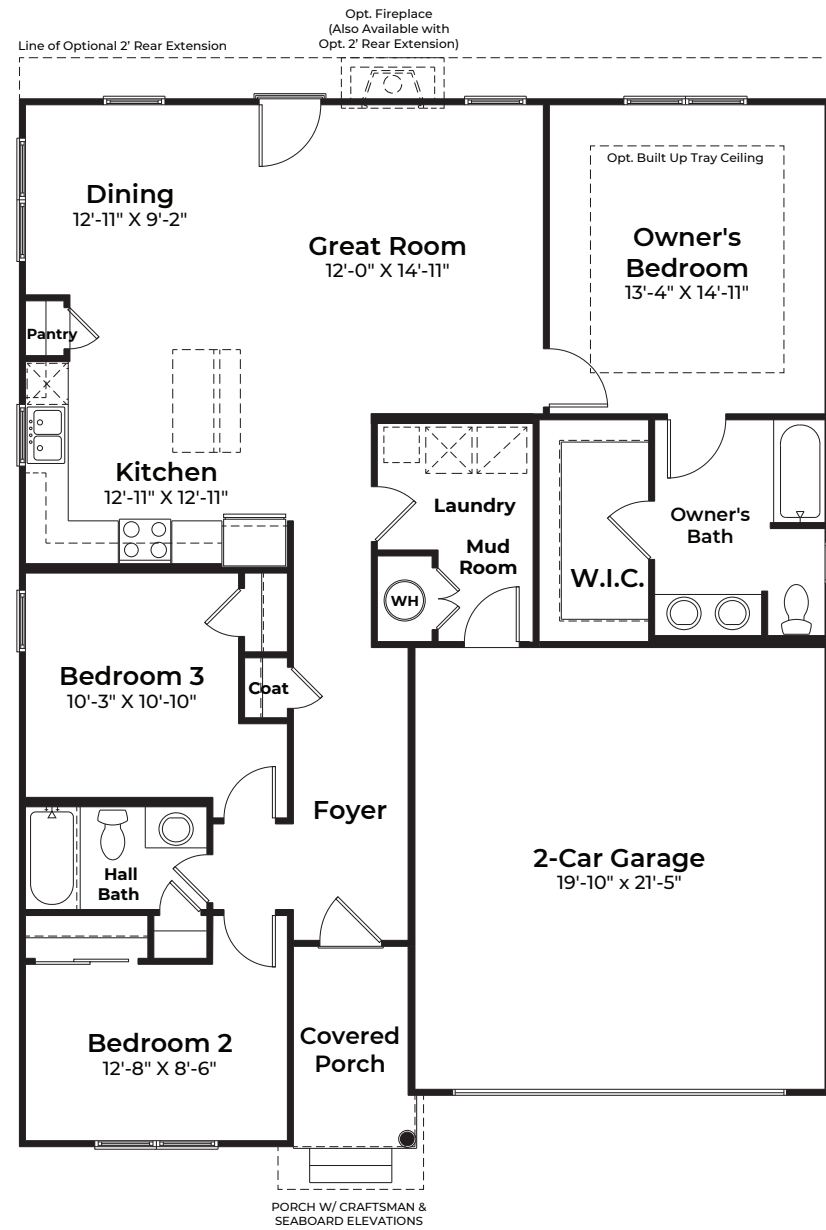 Opt. Fireplace
(Also Available with
Opt. 2' Rear Extension)
Line of Optional 2' Rear Extension
Opt. Built Up Tray Ceiling
Dining
12'-11" X 9'-2"
Great Room
12'-0" X 14'-11"
Owner's
Bedroom
13'-4" X 14'-11"
Pantry
Kitchen
12'-11" X 12'-11"
Laundry
Mud
Room
Owner's
Bath
W.I.C.
WH
Bedroom 3
10'-3" X 10'-10"
Coat
Foyer
2-Car Garage
19'-10" x 21'-5"
Hall
Bath
Bedroom 2
12'-8" X 8'-6"
Covered
Porch
PORCH W/ CRAFTSMAN &
SEABOARD ELEVATIONS